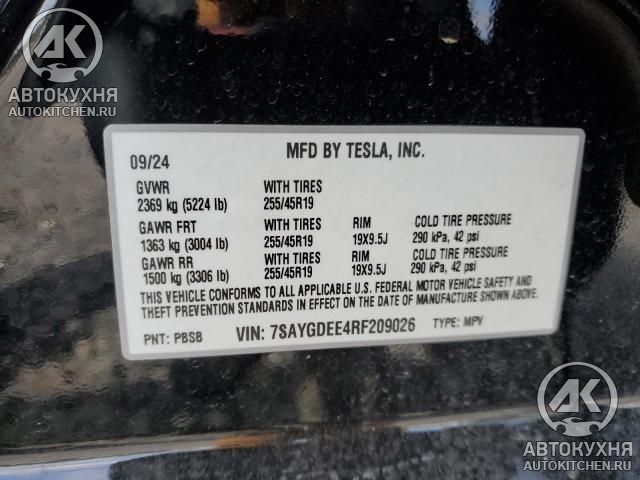 AK
АВТОКУХНЯ
AUTOKITCHEN.RU
09/24 MFD BY TESLA, INC.
GVWR WITH TIRES
2369 kg (5224 lb) 255/45R19
GAWR FRT WITH TIRES RIM COLD TIRE PRESSURE
1363 kg (3004 lb) 255/45R19 19X9.5J 290 kPa, 42 psi
GAWR RR WITH TIRES RIM COLD TIRE PRESSURE
1500 kg (3306 lb) 255/45R19 19X9.5J 290 kPa, 42 psi
THIS VEHICLE CONFORMS TO ALL APPLICABLE U.S. FEDERAL MOTOR VEHICLE SAFETY AND
THEFT PREVENTION STANDARDS IN EFFECT ON THE DATE OF MANUFACTURE SHOWN ABOVE.
PNT: PBSB VIN: 7SAYGDEE4RF209026 TYPE: MPV
AK
АВТОКУХНЯ
AUTOKITCHEN.RU